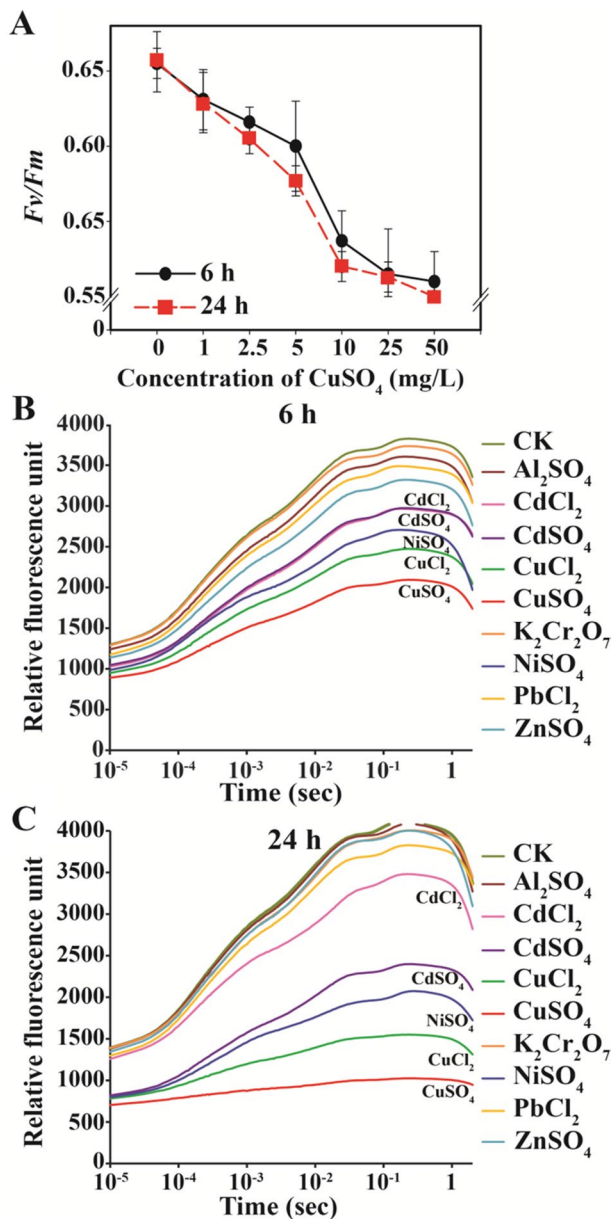 A
0.65
0.60
0.65
0.55
0
Fv/Fm
6 h
24 h
0 1 2.5 5 10 25 50
Concentration of CuSO₄ (mg/L)
B
6 h
4000
3500
3000
2500
2000
1500
1000
500
0
Relative fluorescence unit
CdCl₂
CdSO₄
NiSO₄
CuCl₂
CuSO₄
10⁻⁵ 10⁻⁴ 10⁻³ 10⁻² 10⁻¹ 1
Time (sec)
CK
Al₂SO₄
CdCl₂
CdSO₄
CuCl₂
CuSO₄
K₂Cr₂O₇
NiSO₄
PbCl₂
ZnSO₄
C
24 h
4000
3500
3000
2500
2000
1500
1000
500
0
Relative fluorescence unit
CdCl₂
CdSO₄
NiSO₄
CuCl₂
CuSO₄
10⁻⁵ 10⁻⁴ 10⁻³ 10⁻² 10⁻¹ 1
Time (sec)
CK
Al₂SO₄
CdCl₂
CdSO₄
CuCl₂
CuSO₄
K₂Cr₂O₇
NiSO₄
PbCl₂
ZnSO₄